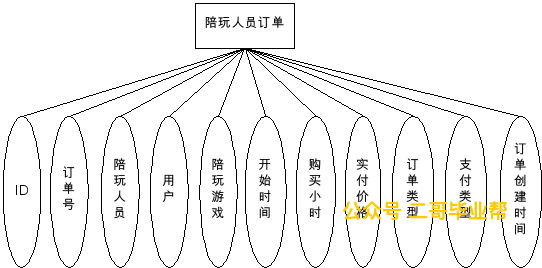 陪玩人员订单
ID
订单号
陪玩人员
用户
陪玩游戏
开始时间
购买小时
实付价格
订单类型
支付类型
订单创建时间
公众号 二哥毕业帮